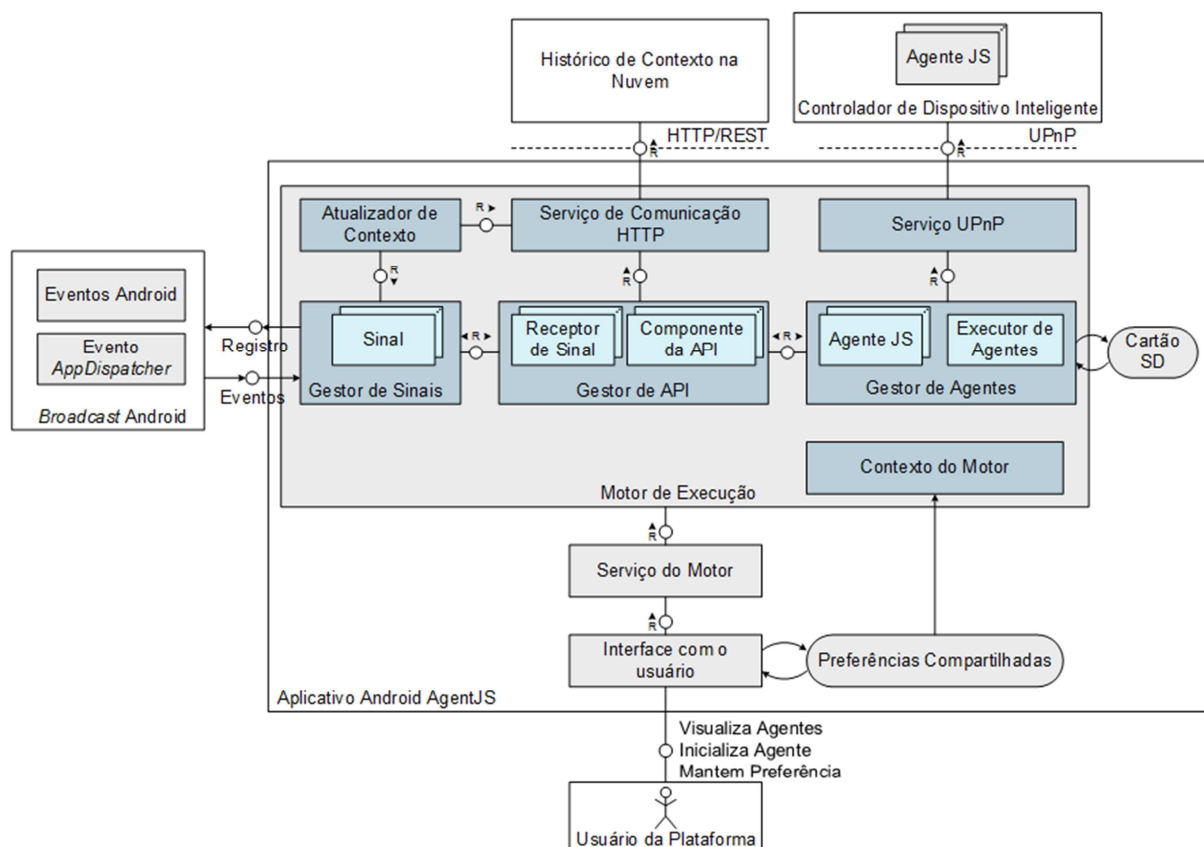 Histórico de Contexto na
Nuvem
Agente JS
Controlador de Dispositivo Inteligente
HTTP/REST
R
UPnP
R
Atualizador de
Contexto
R
Serviço de Comunicação
HTTP
Serviço UPnP
R
R
R
Eventos Android
Evento
AppDispatcher
Broadcast Android
Registro
Eventos
Sinal
Gestor de Sinais
R
Receptor
de Sinal
Componente
da API
Gestor de API
R
Agente JS
Executor de
Agentes
Gestor de Agentes
Cartão
SD
Contexto do Motor
Motor de Execução
R
Serviço do Motor
R
Interface com o
usuário
Preferências Compartilhadas
Aplicativo Android AgentJS
Visualiza Agentes
Inicializa Agente
Mantem Preferência
Usuário da Plataforma